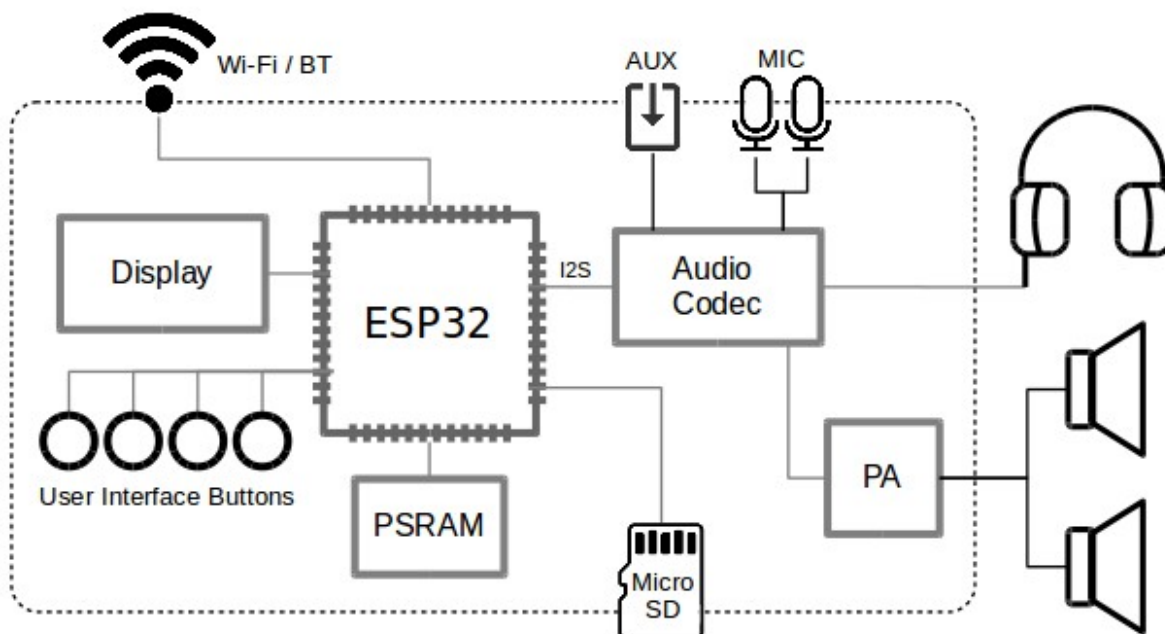 Wi-Fi / BT
AUX
MIC
Display
ESP32
I2S
Audio
Codec
User Interface Buttons
PSRAM
PA
Micro
SD